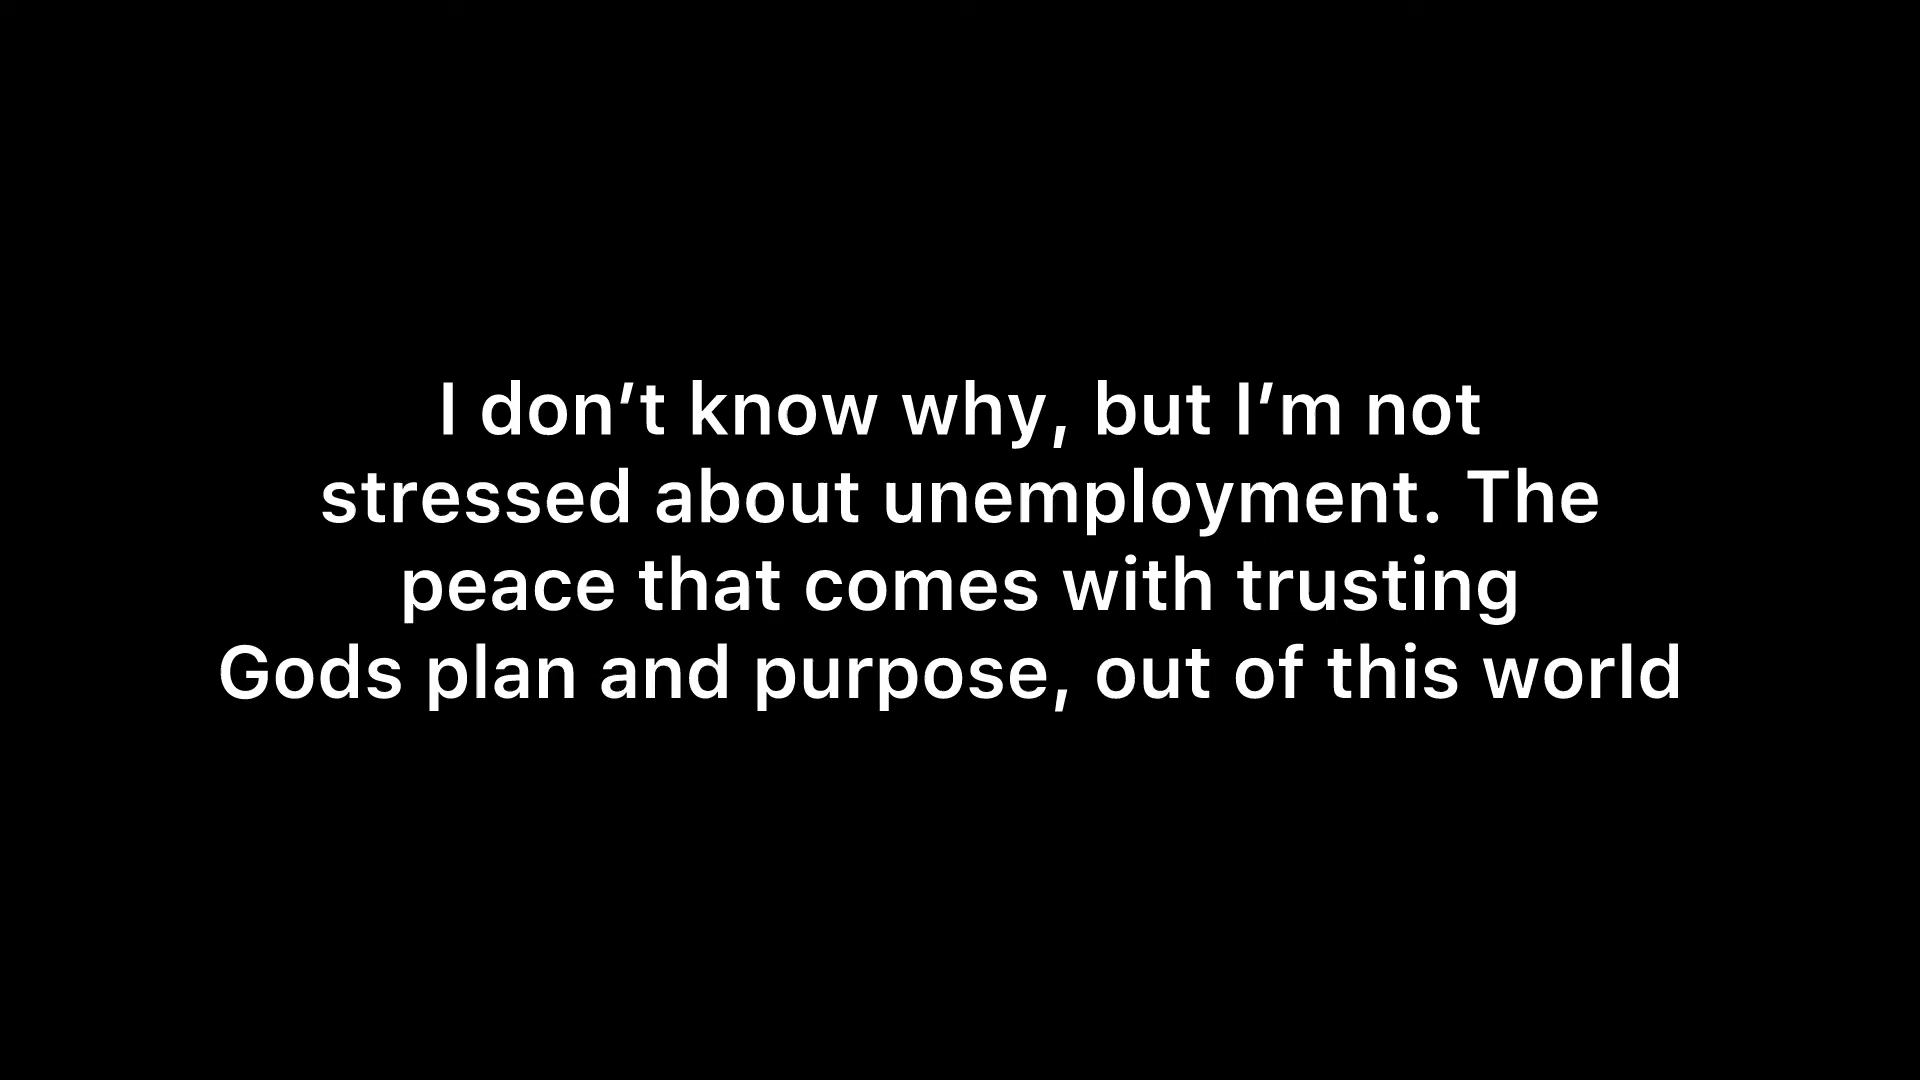 I don’t know why, but I’m not
stressed about unemployment. The
peace that comes with trusting
Gods plan and purpose, out of this world